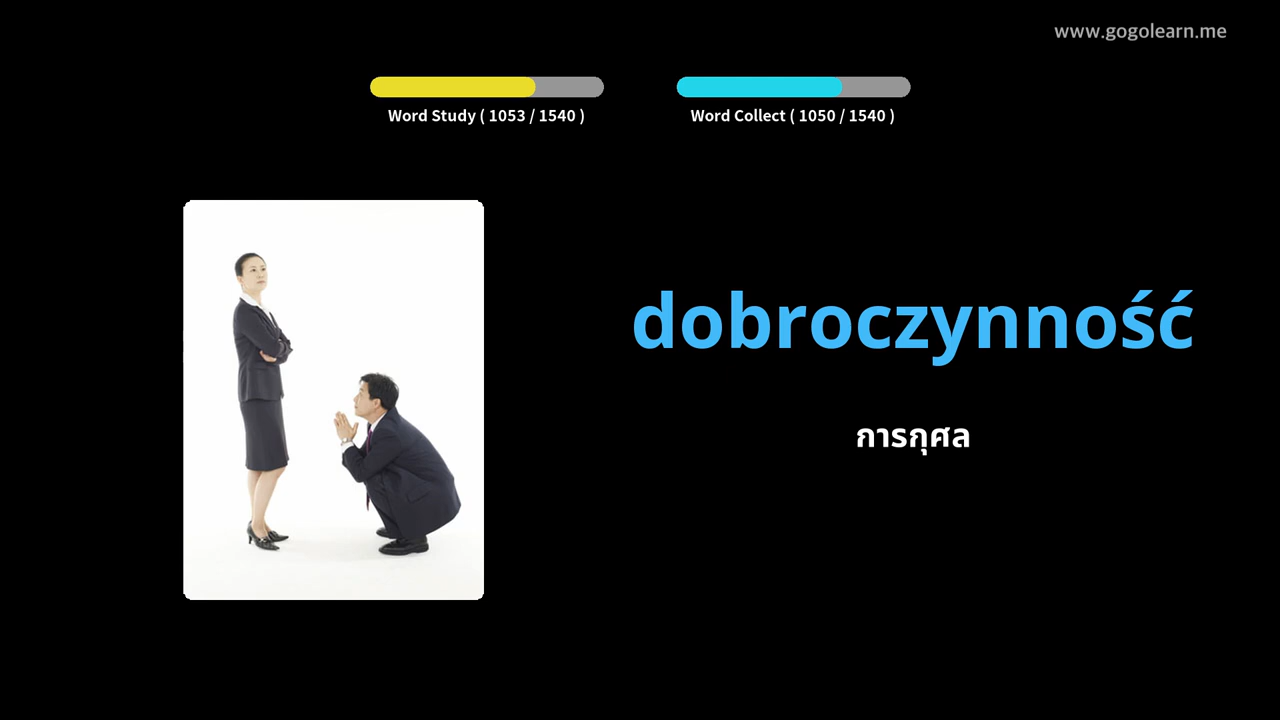 www.gogolearn.me
Word Study ( 1053 / 1540 )
Word Collect ( 1050 / 1540 )
dobroczynność
การกุศล